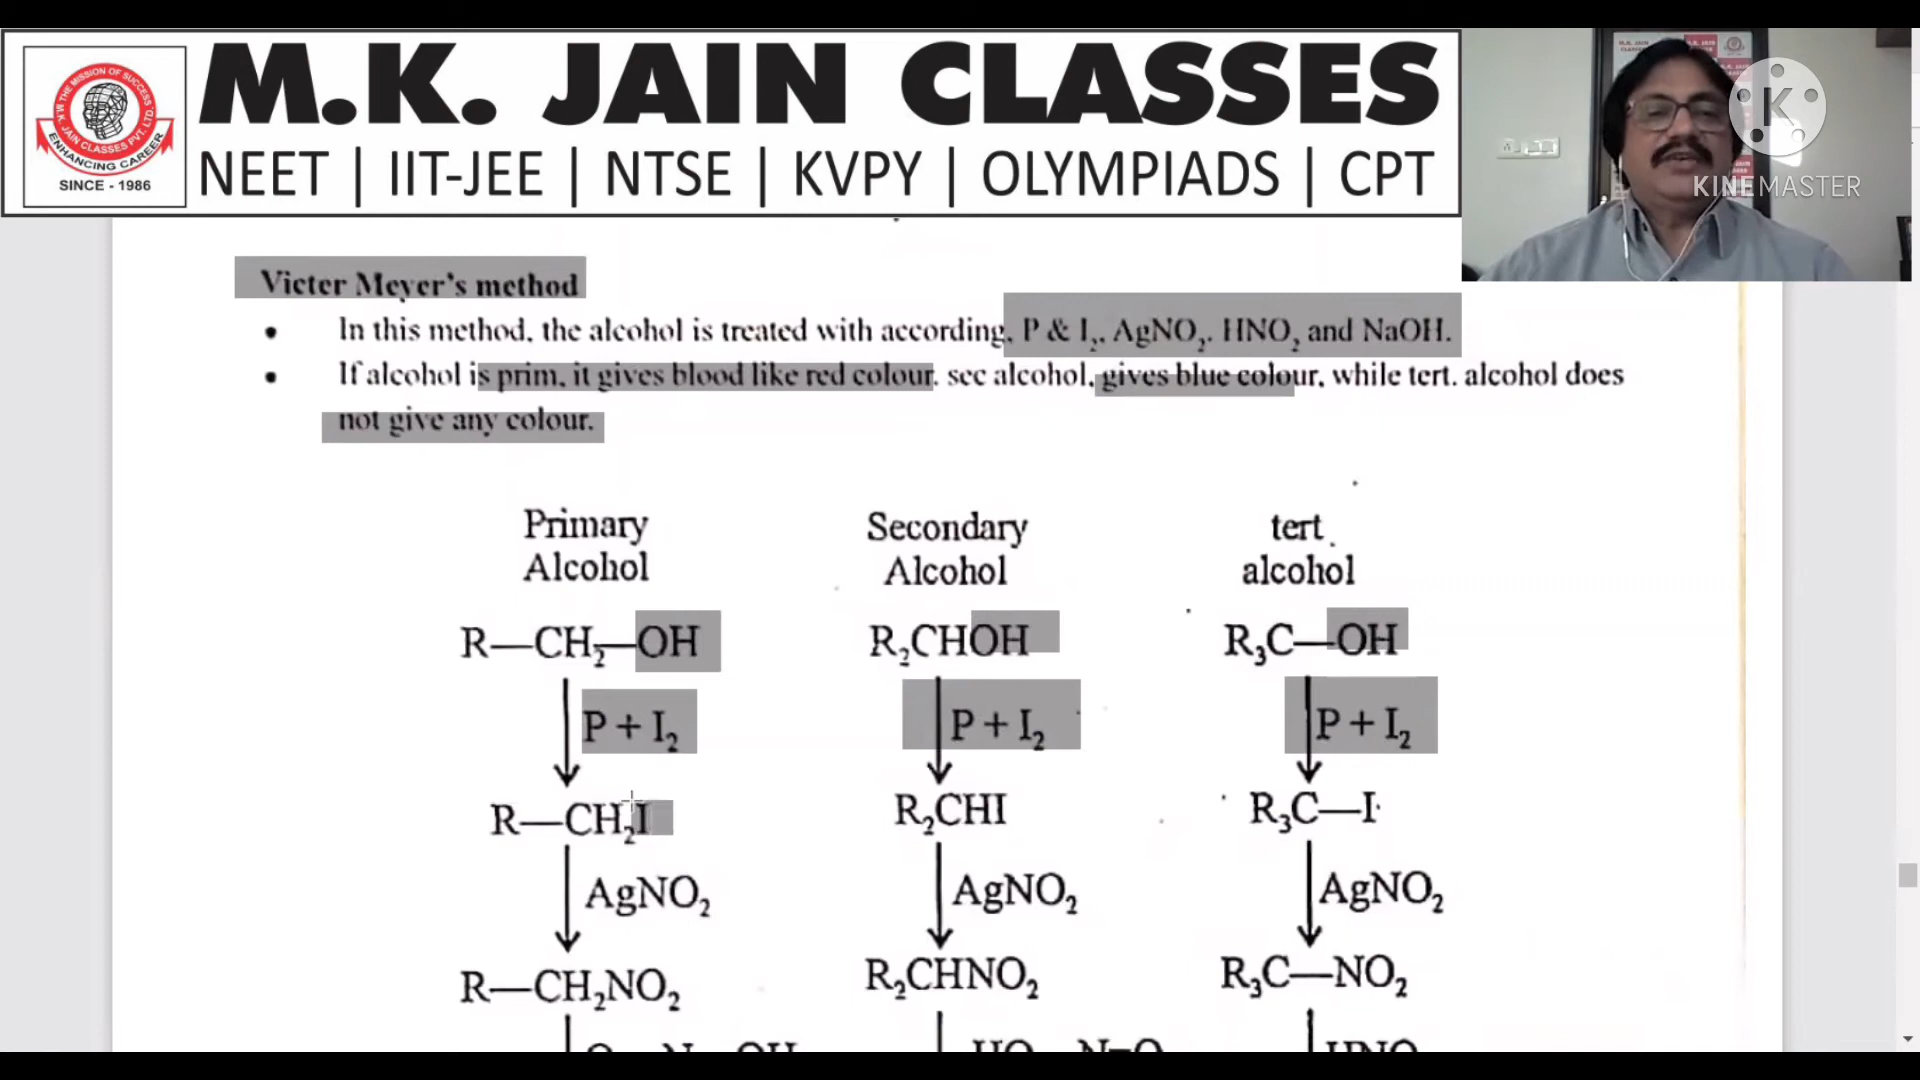 M.K. JAIN CLASSES
NEET | IIT-JEE | NTSE | KVPY | OLYMPIADS | CPT
M.K. JAIN CLASSES PVT. LTD.
THE MISSION OF SUCCESS
ENHANCING CAREER
SINCE - 1986
KINEMASTER
Victer Meyer's method
• In this method, the alcohol is treated with according, P & I₂, AgNO₂, HNO₂ and NaOH.
• If alcohol is prim, it gives blood like red colour. sec alcohol, gives blue colour, while tert. alcohol does
not give any colour.
Primary Secondary tert.
Alcohol Alcohol alcohol
R—CH₂—OH R₂CHOH R₃C—OH
P + I₂ P + I₂ P + I₂
R—CH₂I R₂CHI R₃C—I
AgNO₂ AgNO₂ AgNO₂
R—CH₂NO₂ R₂CHNO₂ R₃C—NO₂